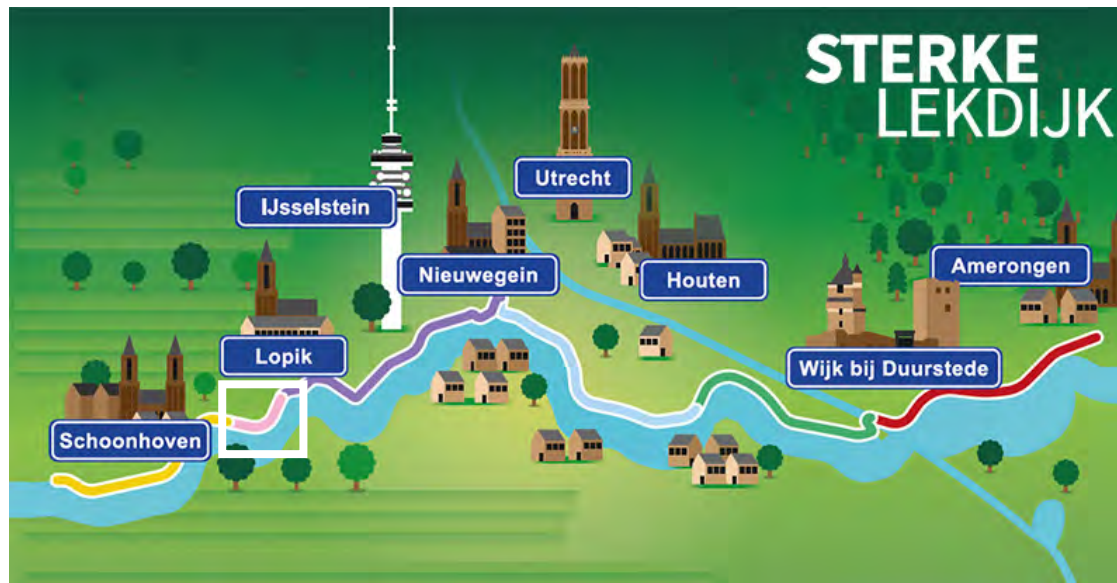 STERKE
LEKDIJK
Utrecht
IJsselstein
Nieuwegein
Houten
Amerongen
Lopik
Wijk bij Duurstede
Schoonhoven